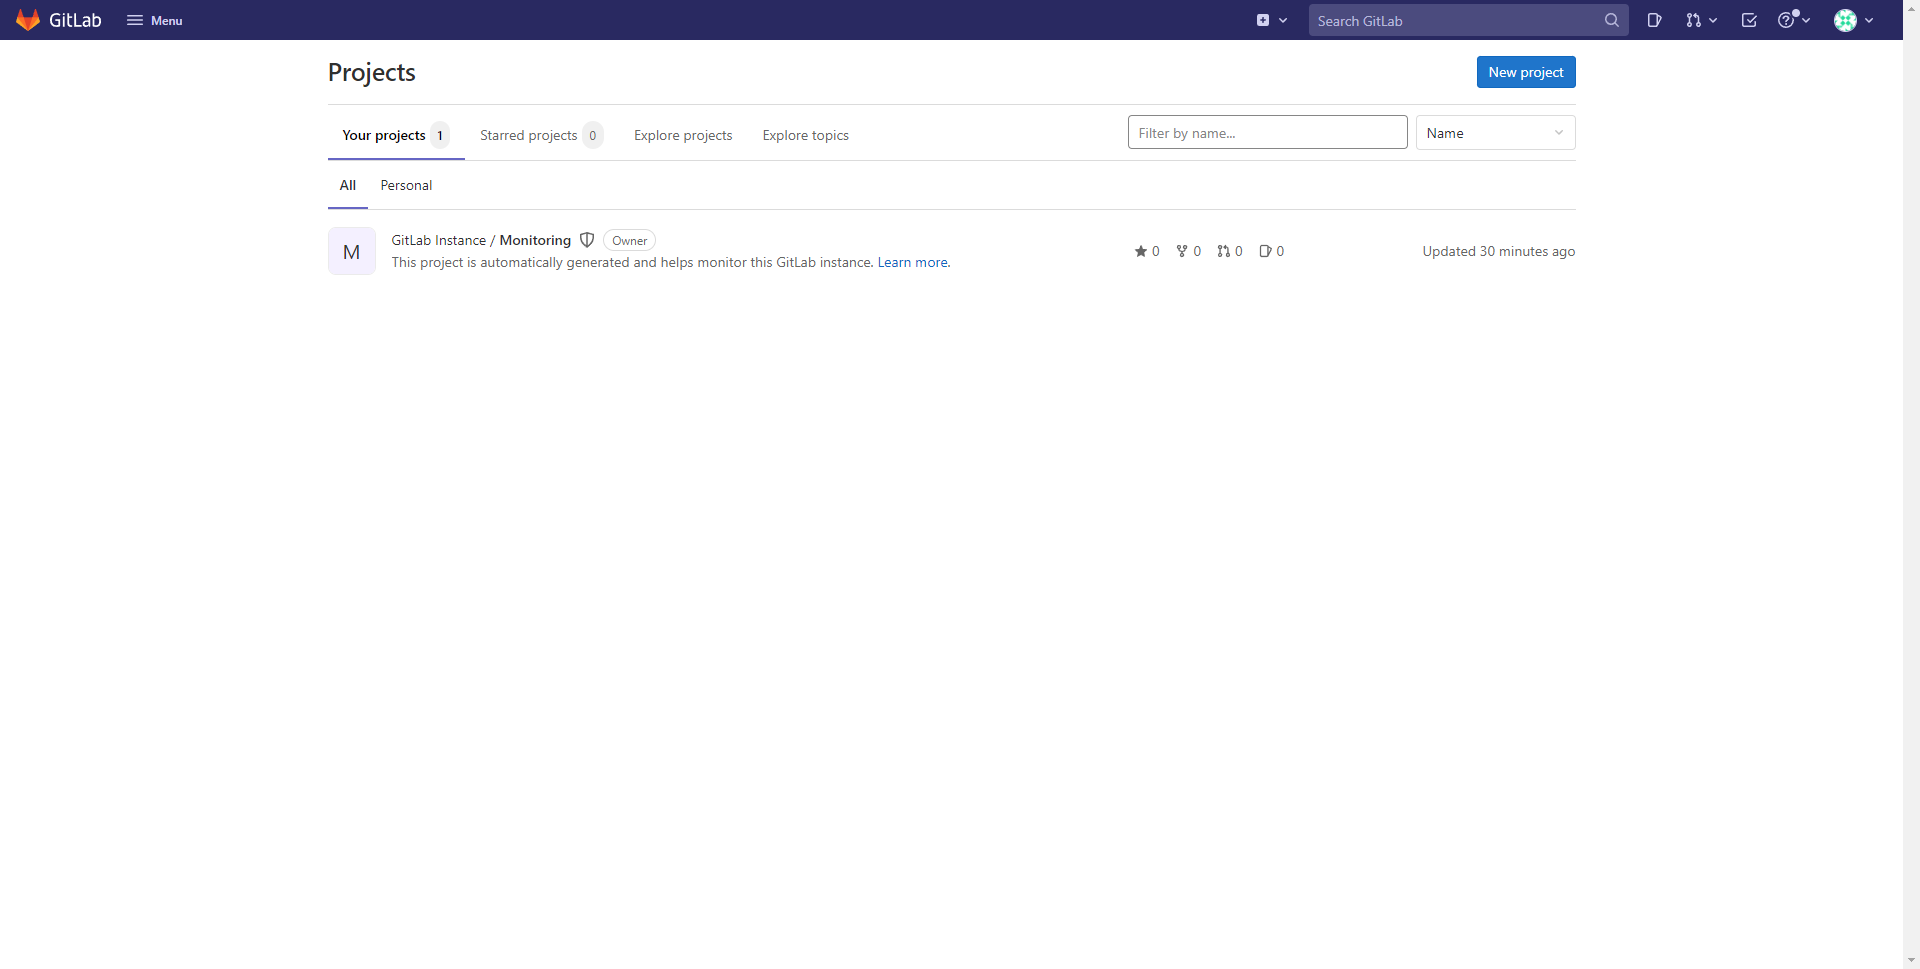 GitLab Menu Search GitLab
Projects New project
Your projects 1 Starred projects 0 Explore projects Explore topics Filter by name... Name
All Personal
M GitLab Instance / Monitoring Owner
This project is automatically generated and helps monitor this GitLab instance. Learn more. 0 0 0 0 Updated 30 minutes ago